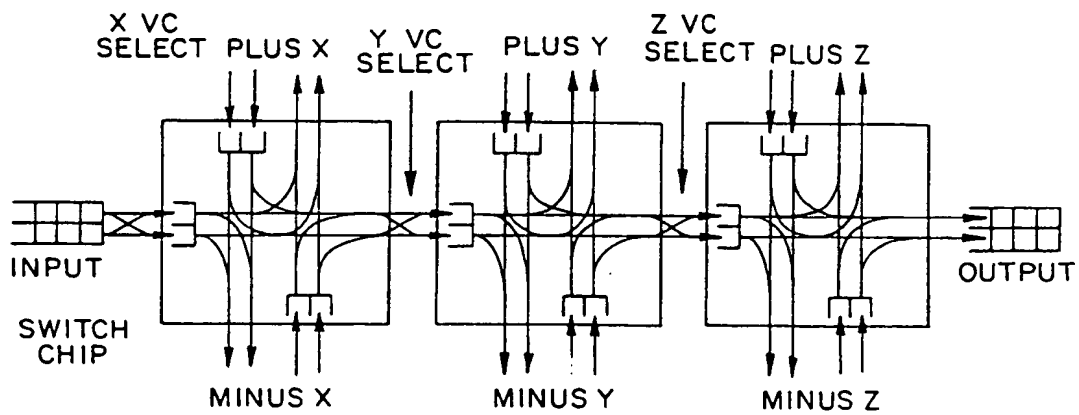 X VC
SELECT
PLUS X
Y VC
SELECT
PLUS Y
Z VC
SELECT
PLUS Z
INPUT
OUTPUT
SWITCH
CHIP
MINUS X
MINUS Y
MINUS Z